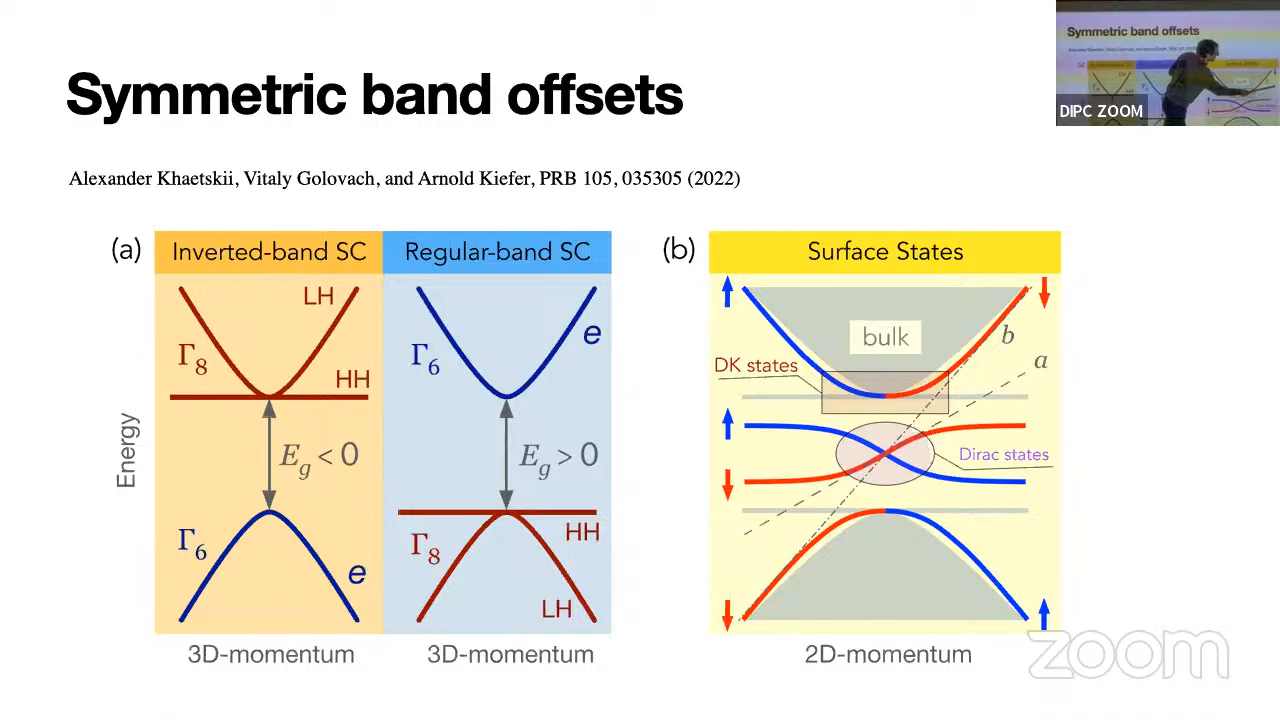 Symmetric band offsets
Alexander Khaetskii, Vitaly Golovach, and Arnold Kiefer, PRB 105, 035305 (2022)
Symmetric band offsets
DIPC ZOOM
(a)
Inverted-band SC
Regular-band SC
LH
Γ8
HH
Energy
Eg < 0
Γ6
e
3D-momentum
e
Γ6
Eg > 0
HH
Γ8
LH
3D-momentum
(b)
Surface States
bulk
b
a
DK states
Dirac states
2D-momentum
zoom